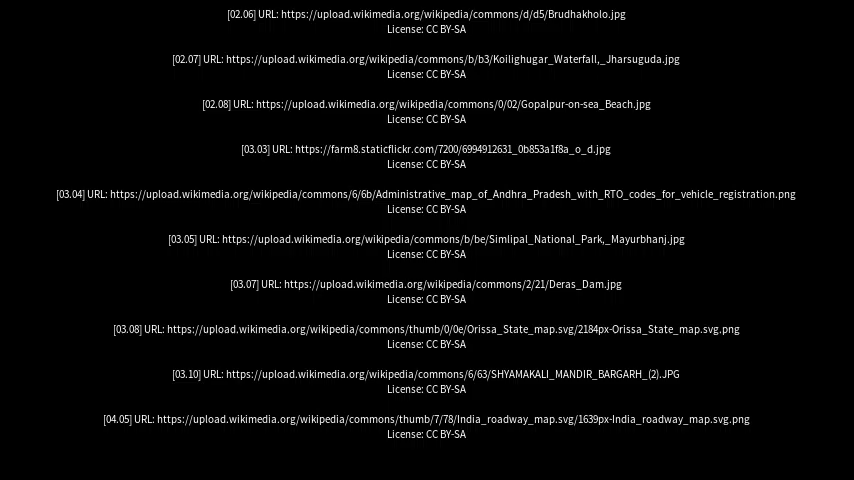 [02.06] URL: https://upload.wikimedia.org/wikipedia/commons/d/d5/Brudhakholo.jpg
License: CC BY-SA
[02.07] URL: https://upload.wikimedia.org/wikipedia/commons/b/b3/Koilighugar_Waterfall,_Jharsuguda.jpg
License: CC BY-SA
[02.08] URL: https://upload.wikimedia.org/wikipedia/commons/0/02/Gopalpur-on-sea_Beach.jpg
License: CC BY-SA
[03.03] URL: https://farm8.staticflickr.com/7200/6994912631_0b853a1f8a_o_d.jpg
License: CC BY-SA
[03.04] URL: https://upload.wikimedia.org/wikipedia/commons/6/6b/Administrative_map_of_Andhra_Pradesh_with_RTO_codes_for_vehicle_registration.png
License: CC BY-SA
[03.05] URL: https://upload.wikimedia.org/wikipedia/commons/b/be/Simlipal_National_Park,_Mayurbhanj.jpg
License: CC BY-SA
[03.07] URL: https://upload.wikimedia.org/wikipedia/commons/2/21/Deras_Dam.jpg
License: CC BY-SA
[03.08] URL: https://upload.wikimedia.org/wikipedia/commons/thumb/0/0e/Orissa_State_map.svg/2184px-Orissa_State_map.svg.png
License: CC BY-SA
[03.10] URL: https://upload.wikimedia.org/wikipedia/commons/6/63/SHYAMAKALI_MANDIR_BARGARH_(2).JPG
License: CC BY-SA
[04.05] URL: https://upload.wikimedia.org/wikipedia/commons/thumb/7/78/India_roadway_map.svg/1639px-India_roadway_map.svg.png
License: CC BY-SA